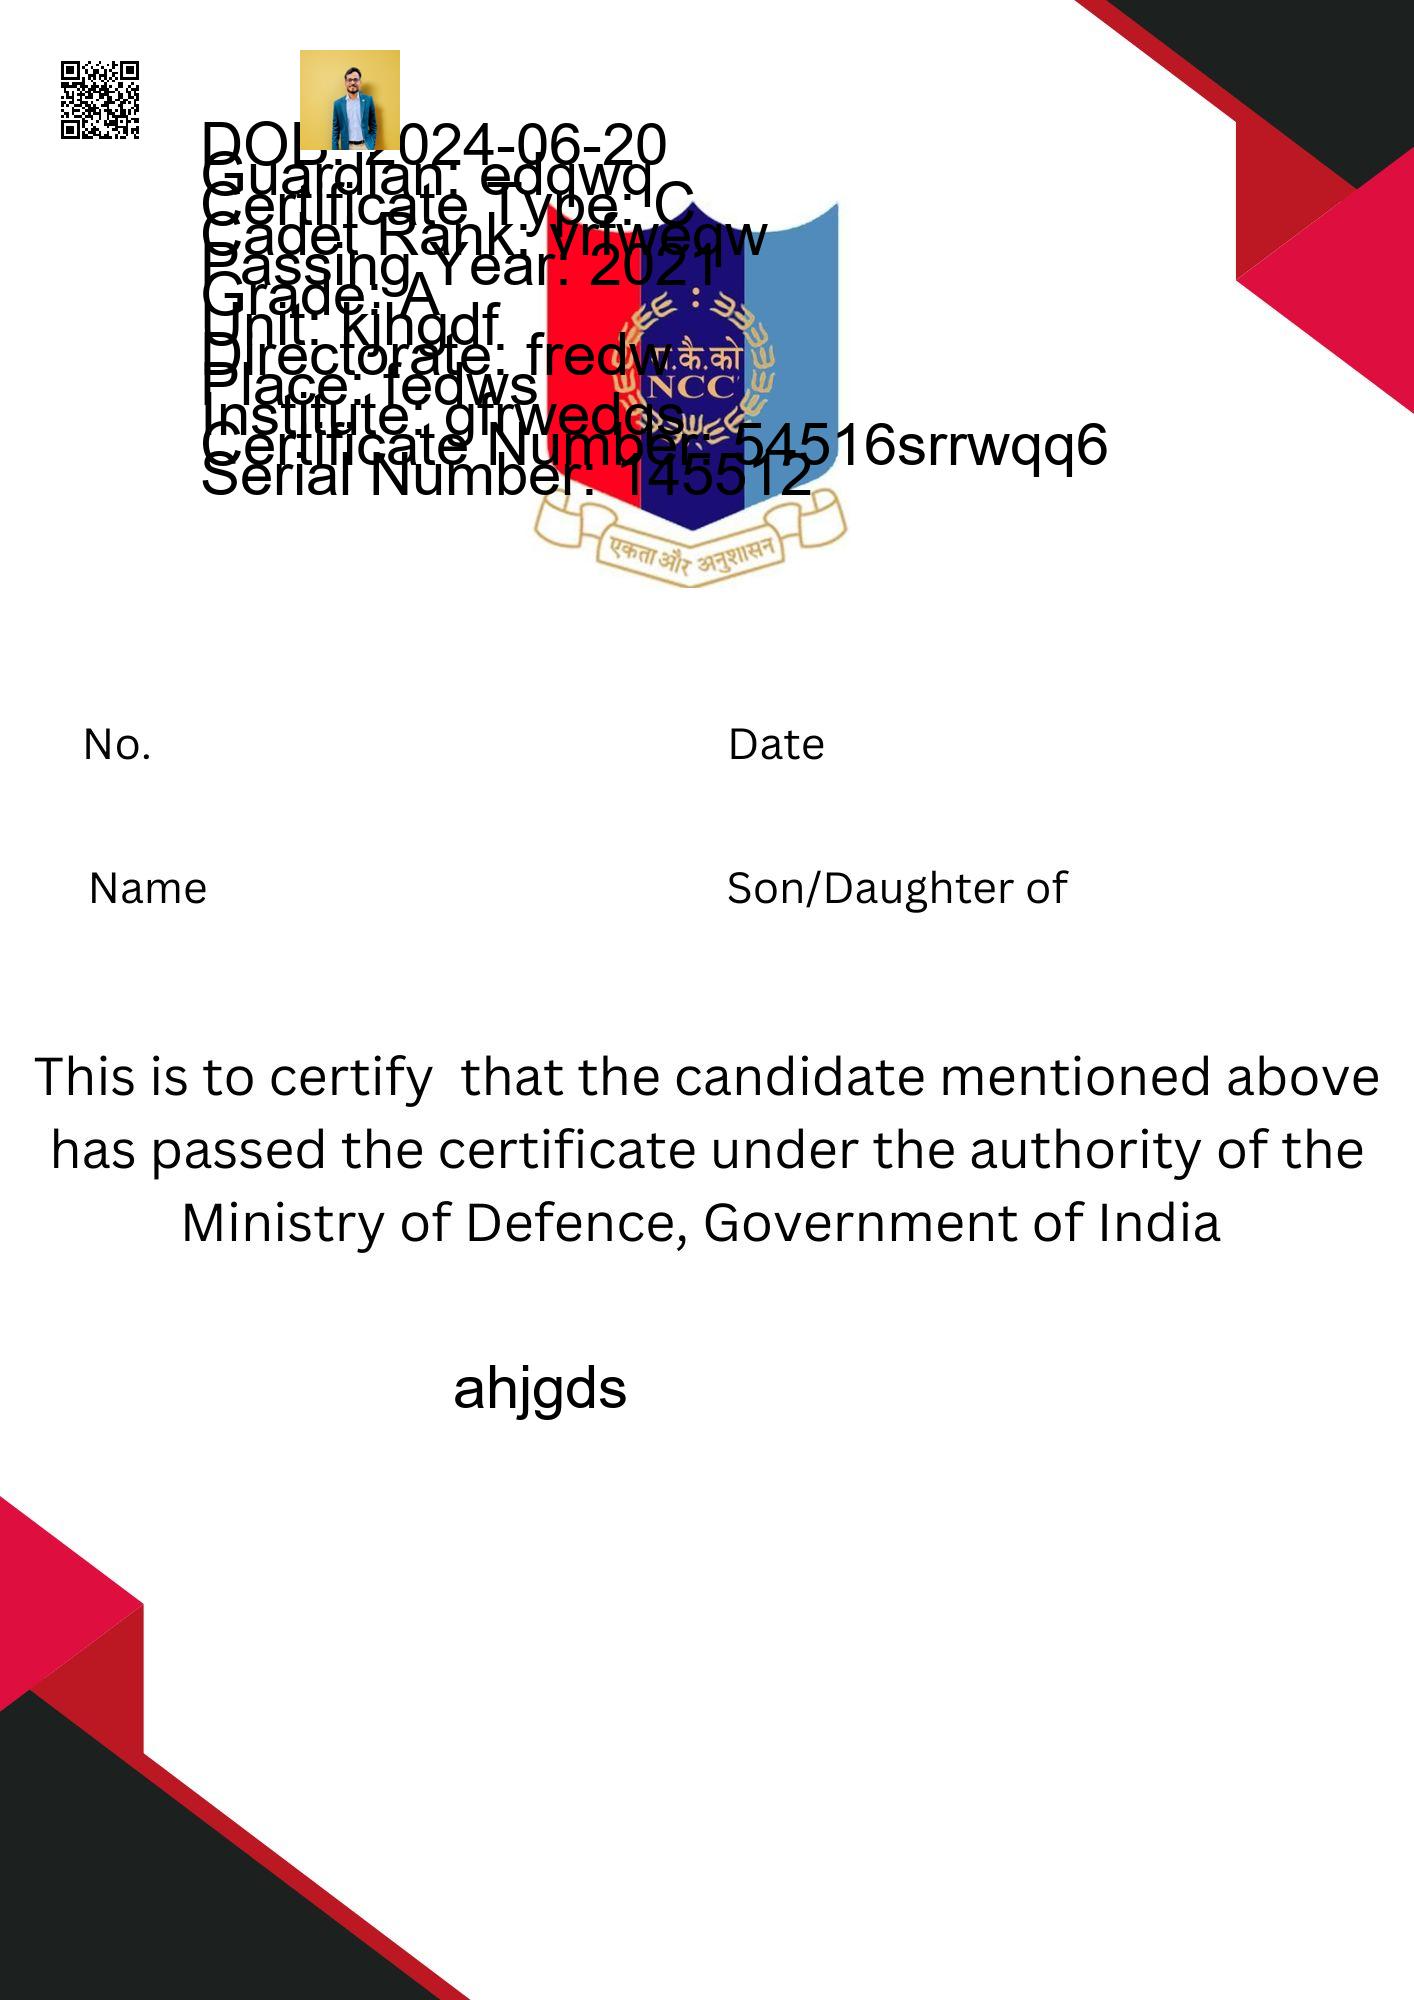 DOB: 2024-06-20
Guardian: edqwq
Certificate Type: C
Cadet Rank: vrfweqw
Passing Year: 2021
Grade: A
Unit: kjhgdf
Directorate: fredw
Place: fedws
Institute: gfrwedqs
Certificate Number: 54516srrwqq6
Serial Number: 145512
रा.कै.को
NCC
एकता और अनुशासन
No.
Date
Name
Son/Daughter of
This is to certify that the candidate mentioned above
has passed the certificate under the authority of the
Ministry of Defence, Government of India
ahjgds